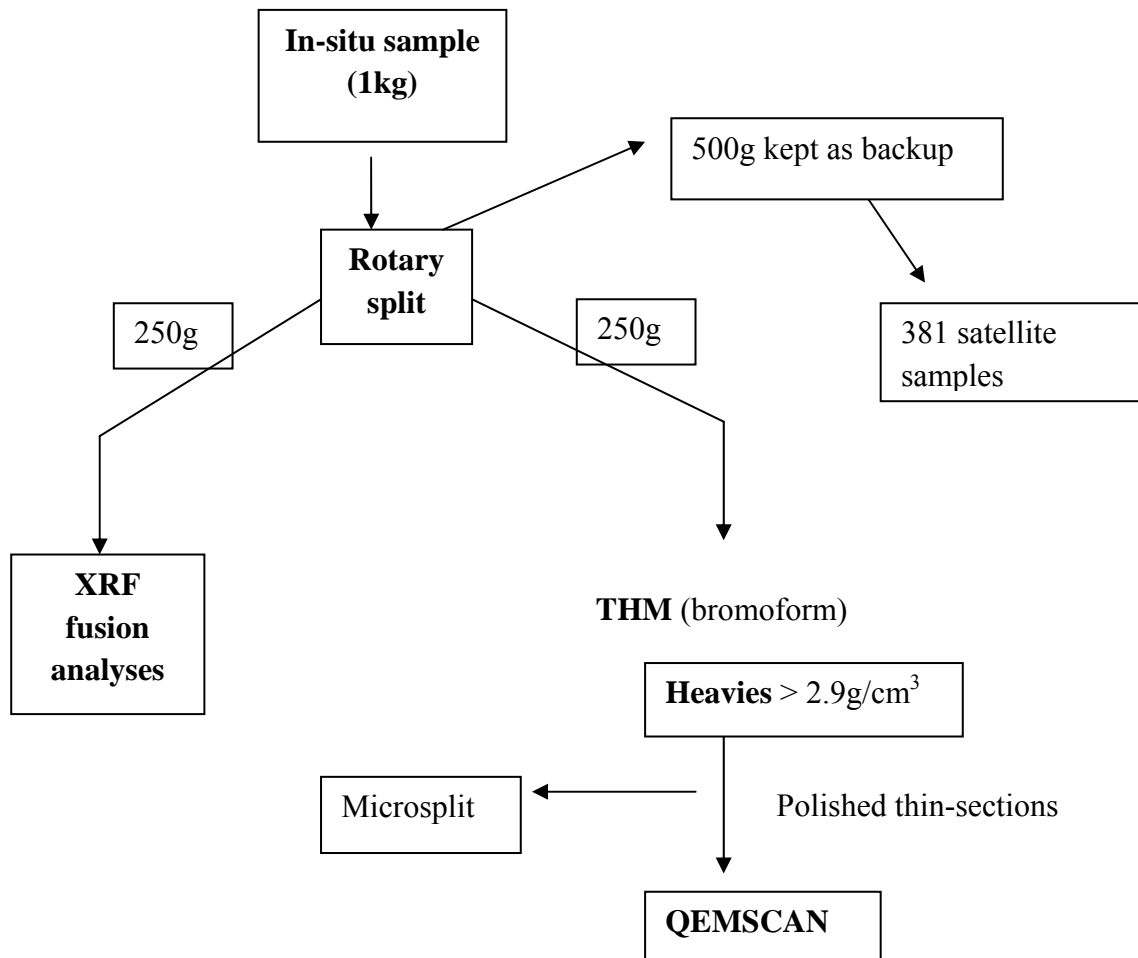 In-situ sample
(1kg)
500g kept as backup
Rotary
split
250g
250g
381 satellite
samples
XRF
fusion
analyses
THM (bromoform)
Heavies > 2.9g/cm³
Microsplit
Polished thin-sections
QEMSCAN